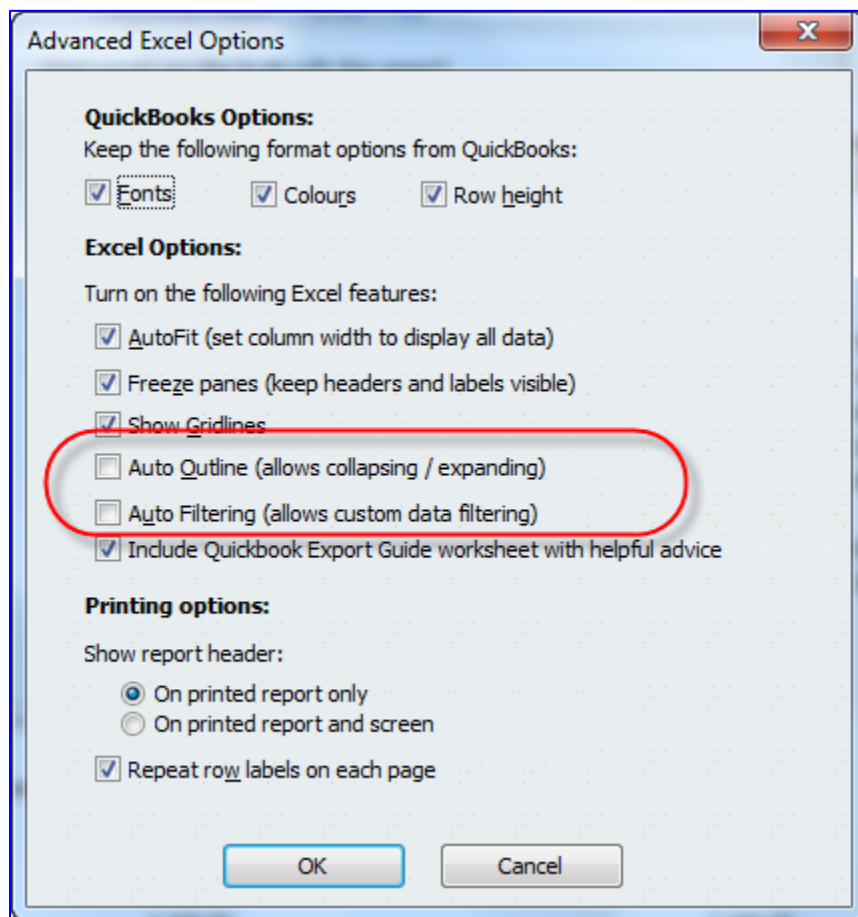 Advanced Excel Options
QuickBooks Options:
Keep the following format options from QuickBooks:
Fonts Colours Row height
Excel Options:
Turn on the following Excel features:
AutoFit (set column width to display all data)
Freeze panes (keep headers and labels visible)
Show Gridlines
Auto Outline (allows collapsing / expanding)
Auto Filtering (allows custom data filtering)
Include Quickbook Export Guide worksheet with helpful advice
Printing options:
Show report header:
On printed report only
On printed report and screen
Repeat row labels on each page
OK Cancel